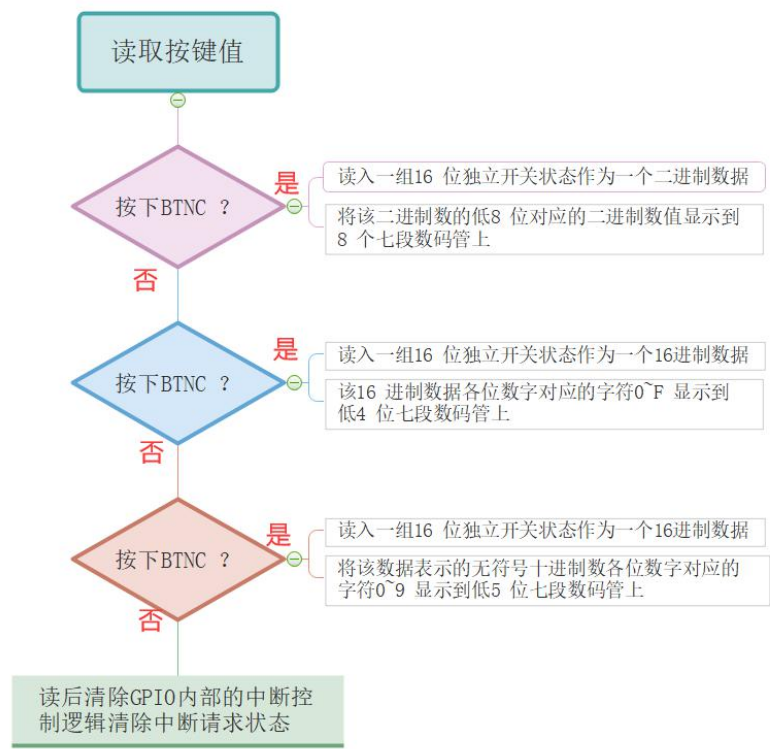 读取按键值
按下BTNC ？
是
读入一组16 位独立开关状态作为一个二进制数据
将该二进制数的低8 位对应的二进制数值显示到
8 个七段数码管上
否
按下BTNC ？
是
读入一组16 位独立开关状态作为一个16进制数据
该16 进制数据各位数字对应的字符0~F 显示到
低4 位七段数码管上
否
按下BTNC ？
是
读入一组16 位独立开关状态作为一个16进制数据
将该数据表示的无符号十进制数各位数字对应的
字符0~9 显示到低5 位七段数码管上
否
读后清除GPIO内部的中断控
制逻辑清除中断请求状态